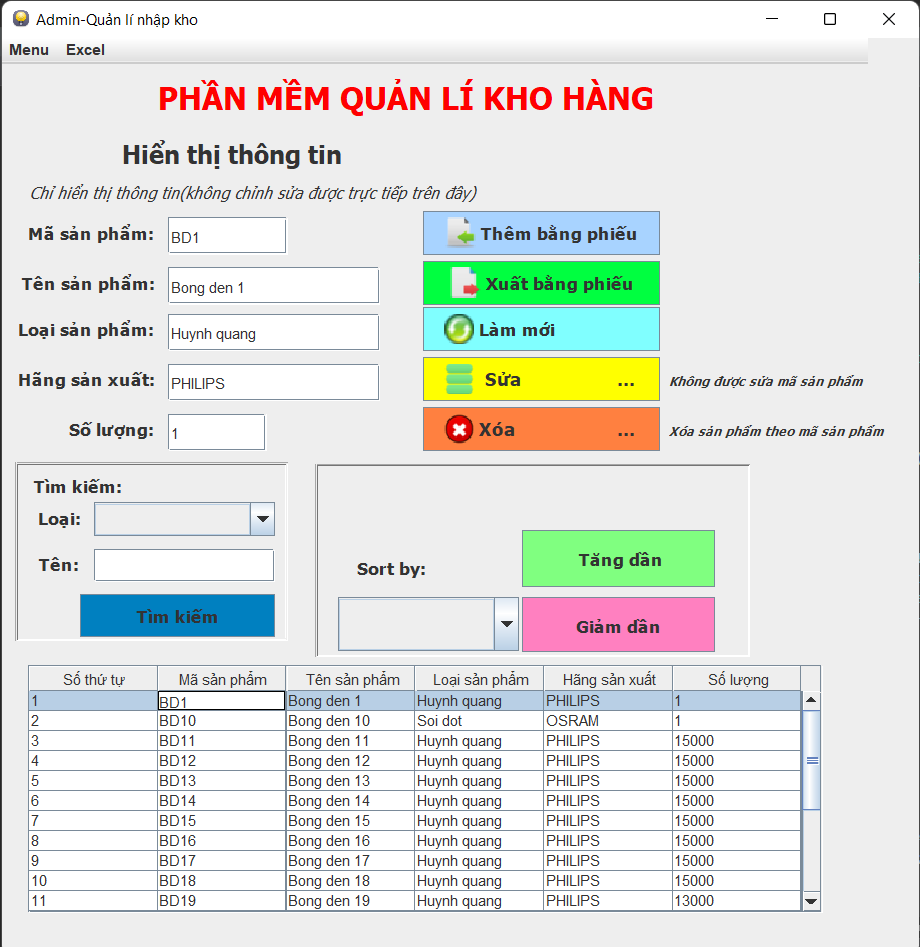 Admin-Quản lí nhập kho
Menu Excel
PHẦN MỀM QUẢN LÍ KHO HÀNG
Hiển thị thông tin
Chỉ hiển thị thông tin(không chỉnh sửa được trực tiếp trên đây)
Mã sản phẩm: BD1 Thêm bằng phiếu
Tên sản phẩm: Bong den 1 Xuất bằng phiếu
Loại sản phẩm: Huynh quang Làm mới
Hãng sản xuất: PHILIPS Sửa ... Không được sửa mã sản phẩm
Số lượng: 1 Xóa ... Xóa sản phẩm theo mã sản phẩm
Tìm kiếm:
Loại:
Tên:
Tìm kiếm
Sort by:
Tăng dần
Giảm dần
Số thứ tự Mã sản phẩm Tên sản phẩm Loại sản phẩm Hãng sản xuất Số lượng
1 BD1 Bong den 1 Huynh quang PHILIPS 1
2 BD10 Bong den 10 Soi dot OSRAM 1
3 BD11 Bong den 11 Huynh quang PHILIPS 15000
4 BD12 Bong den 12 Huynh quang PHILIPS 15000
5 BD13 Bong den 13 Huynh quang PHILIPS 15000
6 BD14 Bong den 14 Huynh quang PHILIPS 15000
7 BD15 Bong den 15 Huynh quang PHILIPS 15000
8 BD16 Bong den 16 Huynh quang PHILIPS 15000
9 BD17 Bong den 17 Huynh quang PHILIPS 15000
10 BD18 Bong den 18 Huynh quang PHILIPS 15000
11 BD19 Bong den 19 Huynh quang PHILIPS 13000